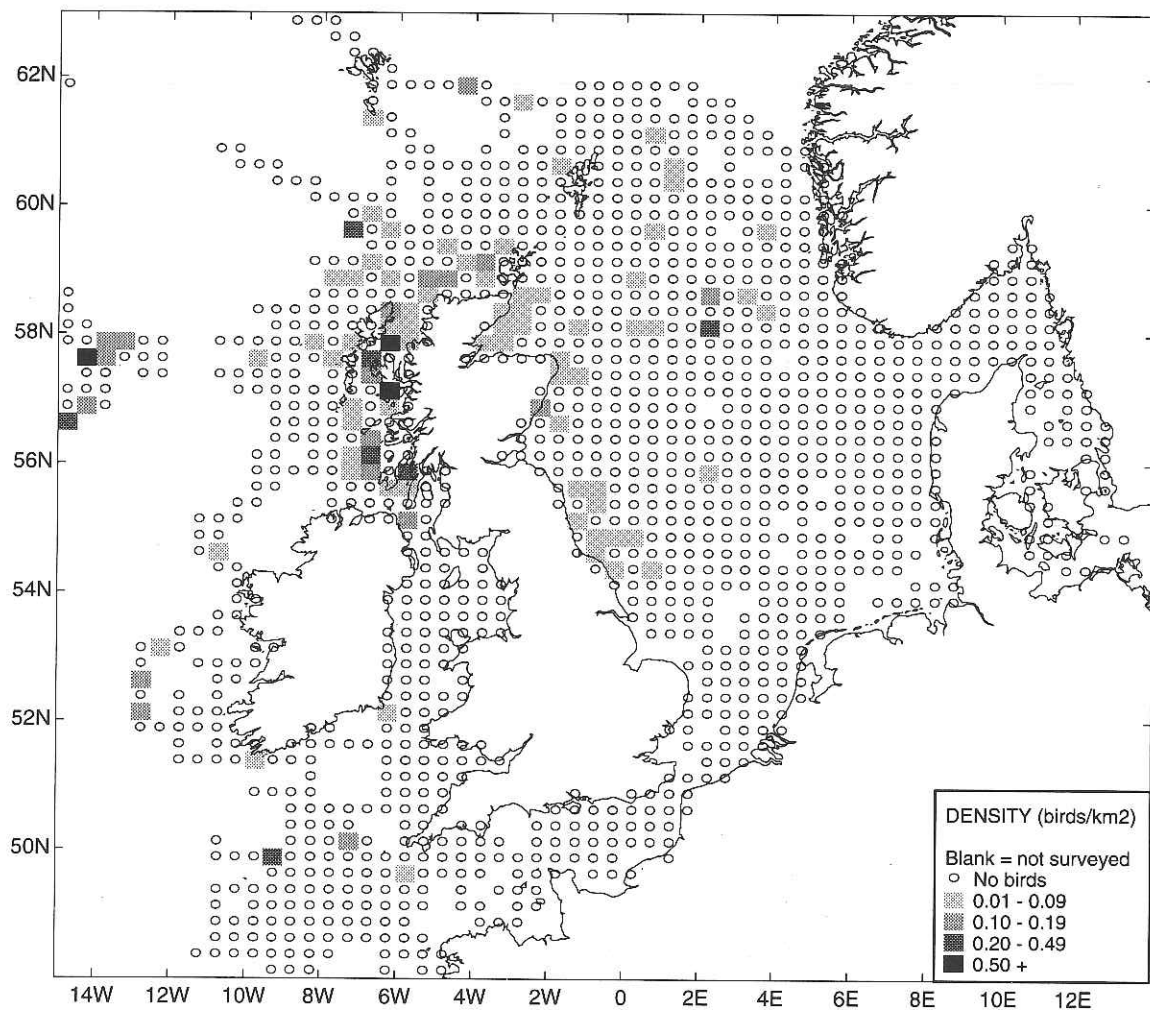 62N
60N
58N
56N
54N
52N
50N
DENSITY (birds/km2)
Blank = not surveyed
No birds
0.01 - 0.09
0.10 - 0.19
0.20 - 0.49
0.50 +
14W 12W 10W 8W 6W 4W 2W 0 2E 4E 6E 8E 10E 12E